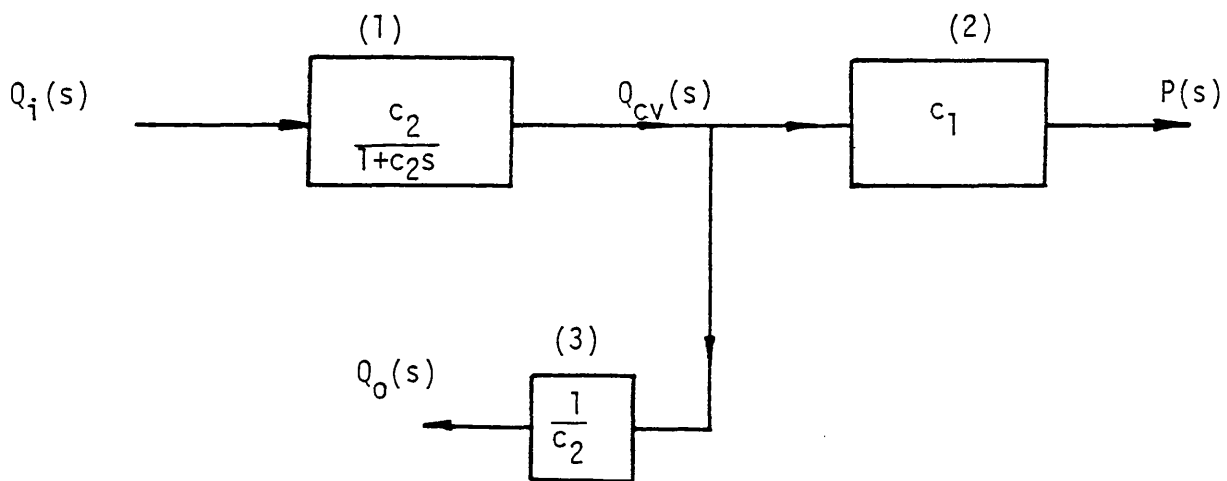 (1)
(2)
Q_i(s)
c_2
1+c_2s
Q_cv(s)
c_1
P(s)
(3)
Q_o(s)
1
c_2